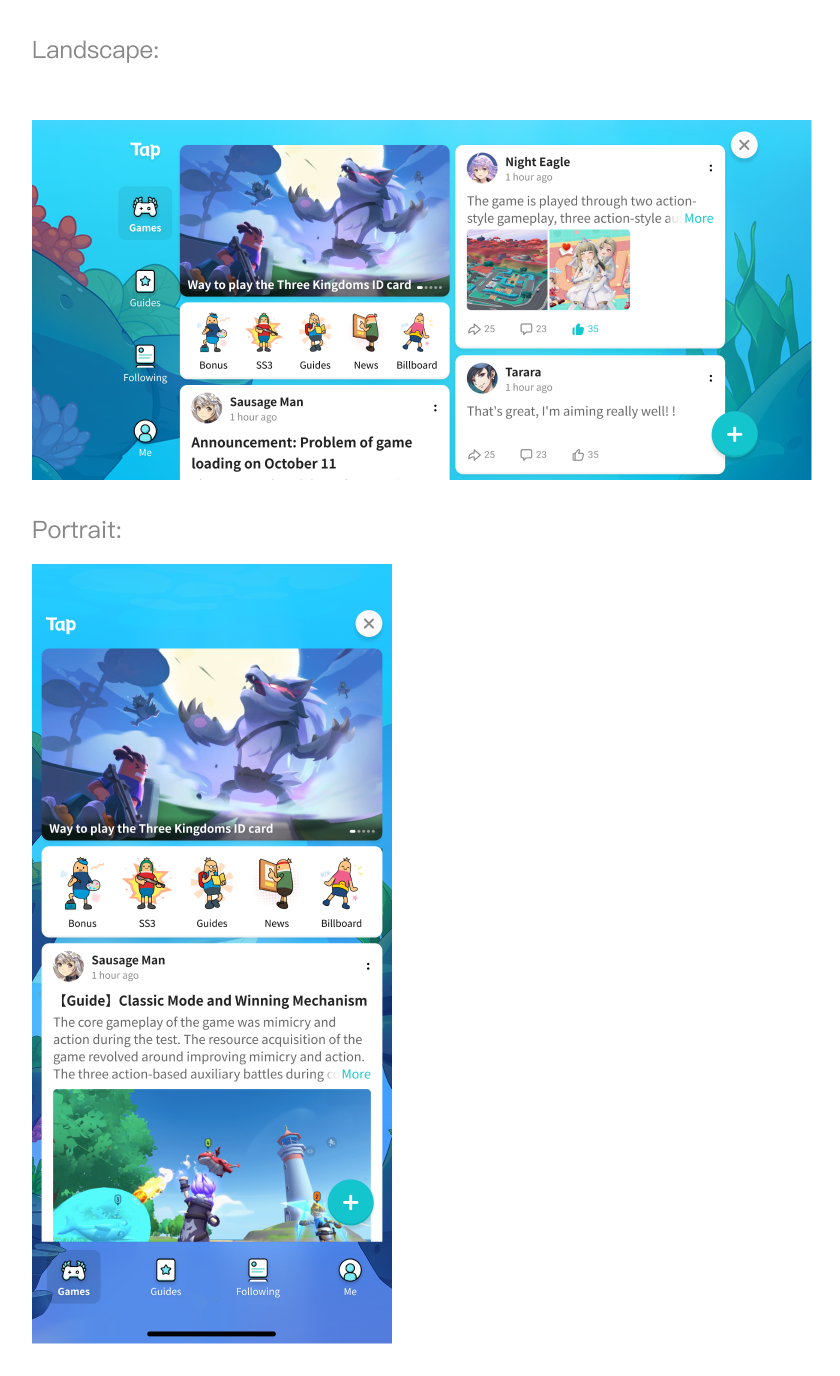 Landscape:
Tap
Games
Guides
Following
Me
Way to play the Three Kingdoms ID card
Bonus
SS3
Guides
News
Billboard
Sausage Man
1 hour ago
Announcement: Problem of game
loading on October 11
Night Eagle
1 hour ago
The game is played through two action-
style gameplay, three action-style au More
25
23
35
Tarara
1 hour ago
That's great, I'm aiming really well! !
25
23
35
Portrait:
Tap
Way to play the Three Kingdoms ID card
Bonus
SS3
Guides
News
Billboard
Sausage Man
1 hour ago
【Guide】Classic Mode and Winning Mechanism
The core gameplay of the game was mimicry and
action during the test. The resource acquisition of the
game revolved around improving mimicry and action.
The three action-based auxiliary battles during More
Games
Guides
Following
Me